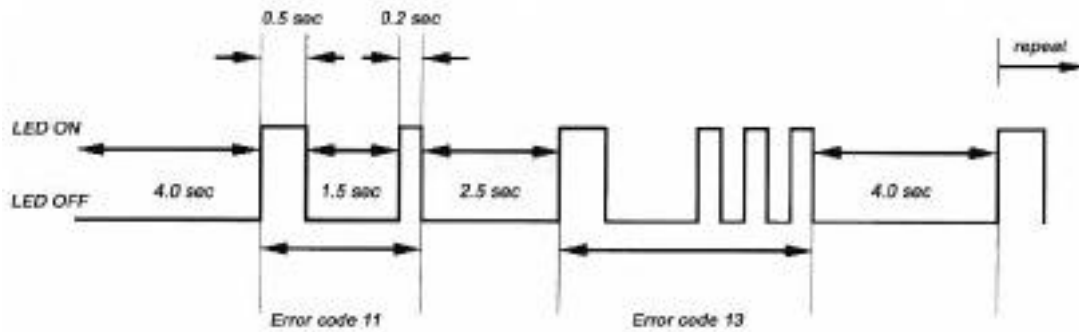 0.5 sec
0.2 sec
repeat
LED ON
4.0 sec
1.5 sec
2.5 sec
4.0 sec
LED OFF
Error code 11
Error code 13